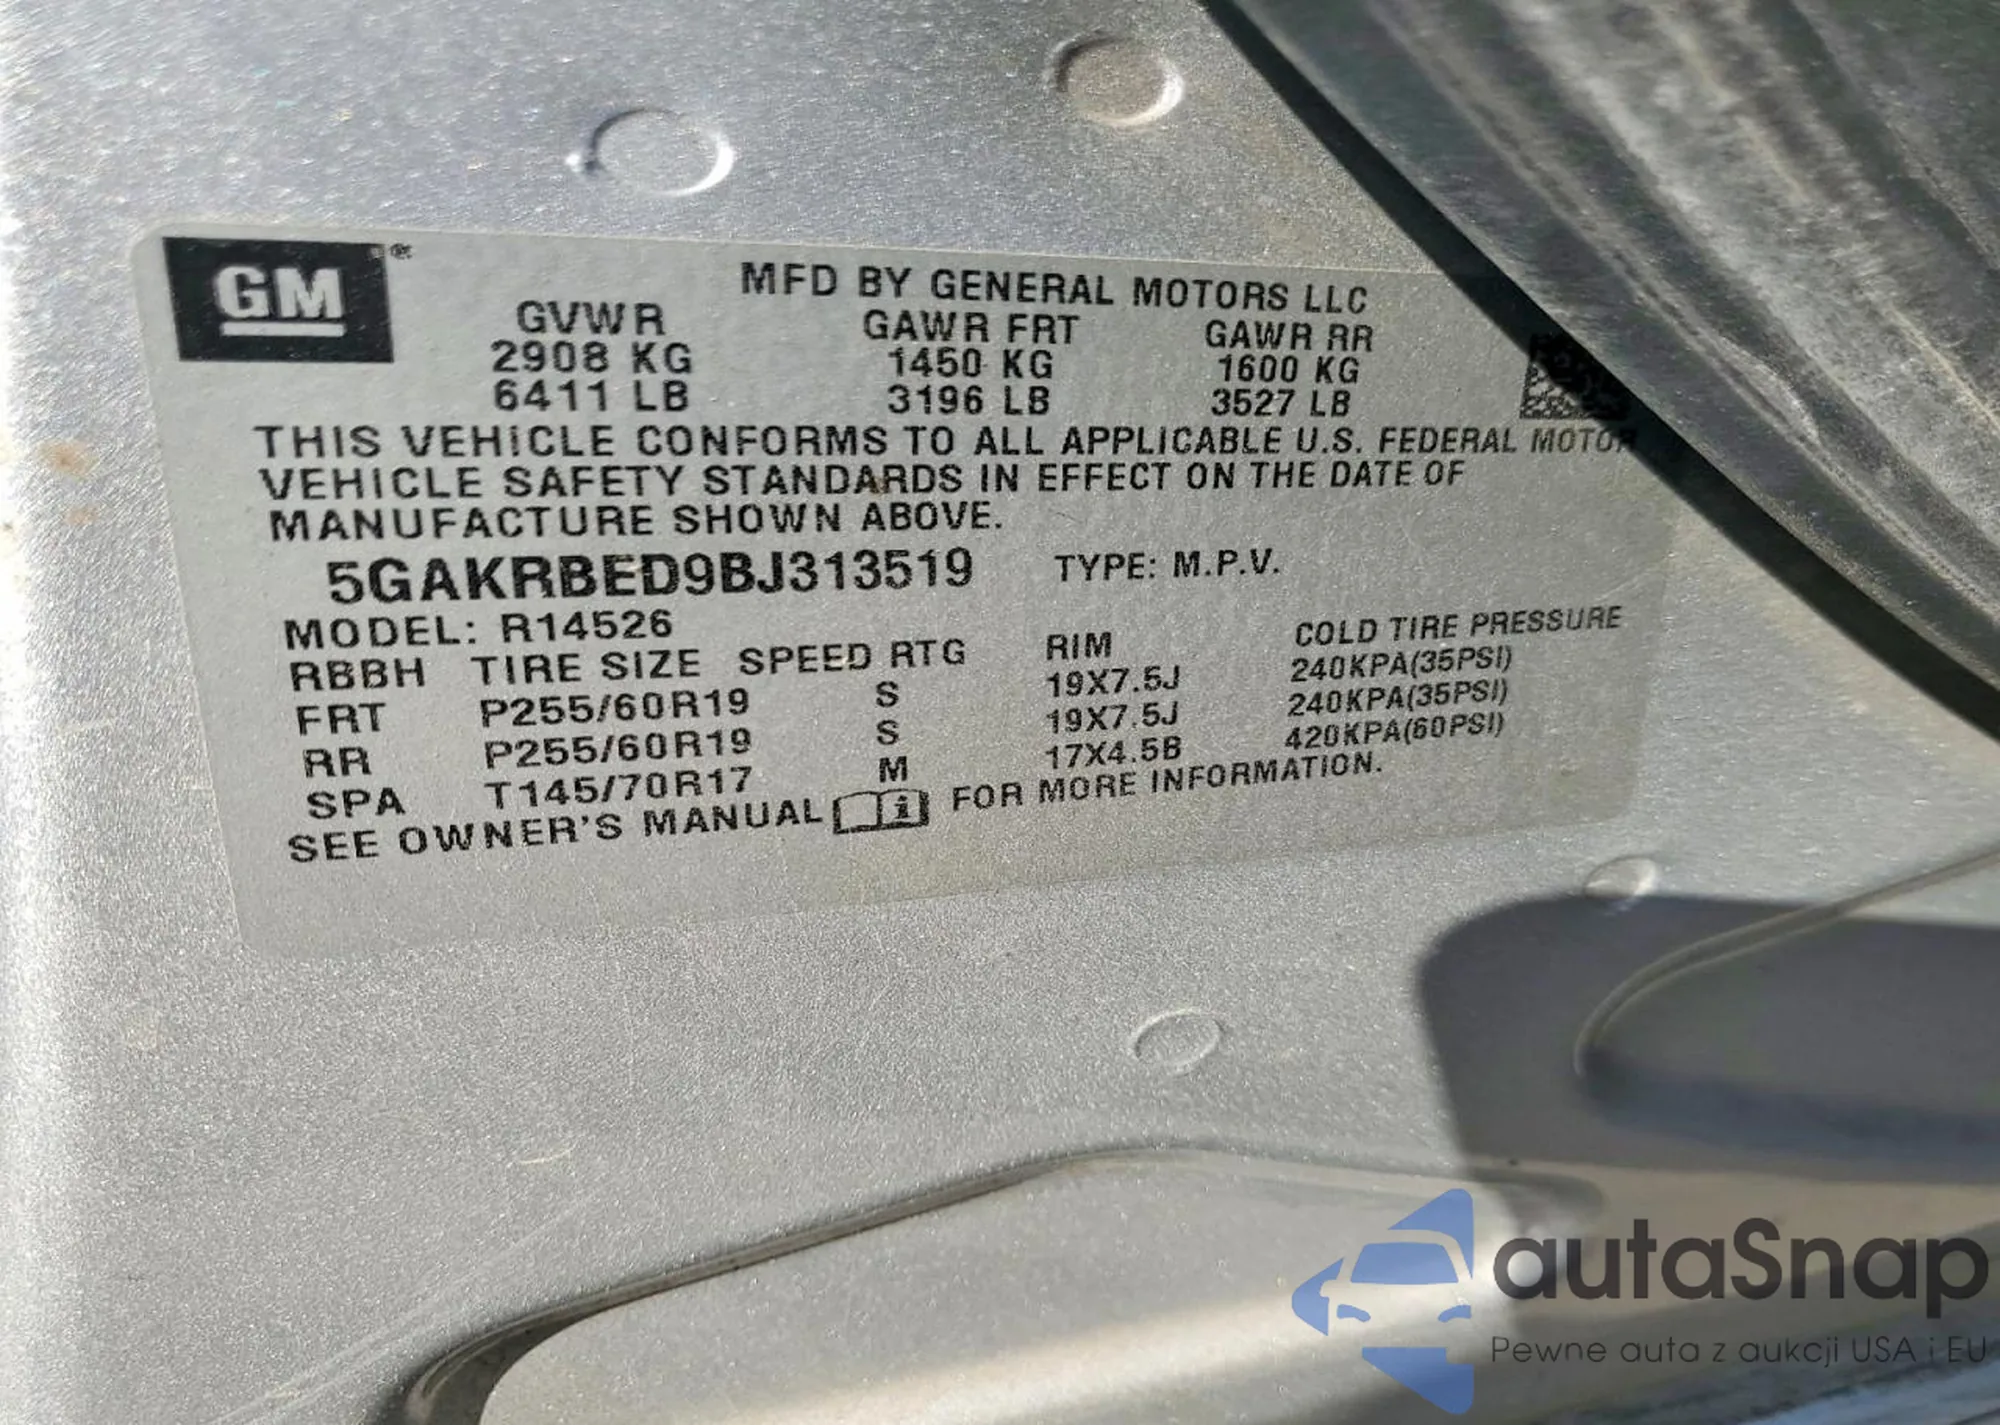 GM
MFD BY GENERAL MOTORS LLC
GVWR GAWR FRT GAWR RR
2908 KG 1450 KG 1600 KG
6411 LB 3196 LB 3527 LB
THIS VEHICLE CONFORMS TO ALL APPLICABLE U.S. FEDERAL MOTOR
VEHICLE SAFETY STANDARDS IN EFFECT ON THE DATE OF
MANUFACTURE SHOWN ABOVE.
5GAKRBED9BJ313519 TYPE: M.P.V.
MODEL: R14526
RBBH TIRE SIZE SPEED RTG RIM COLD TIRE PRESSURE
FRT P255/60R19 S 19X7.5J 240KPA(35PSI)
RR P255/60R19 S 19X7.5J 240KPA(35PSI)
SPA T145/70R17 M 17X4.5B 420KPA(60PSI)
SEE OWNER'S MANUAL i FOR MORE INFORMATION.
autaSnap
Pewne auta z aukcji USA i EU